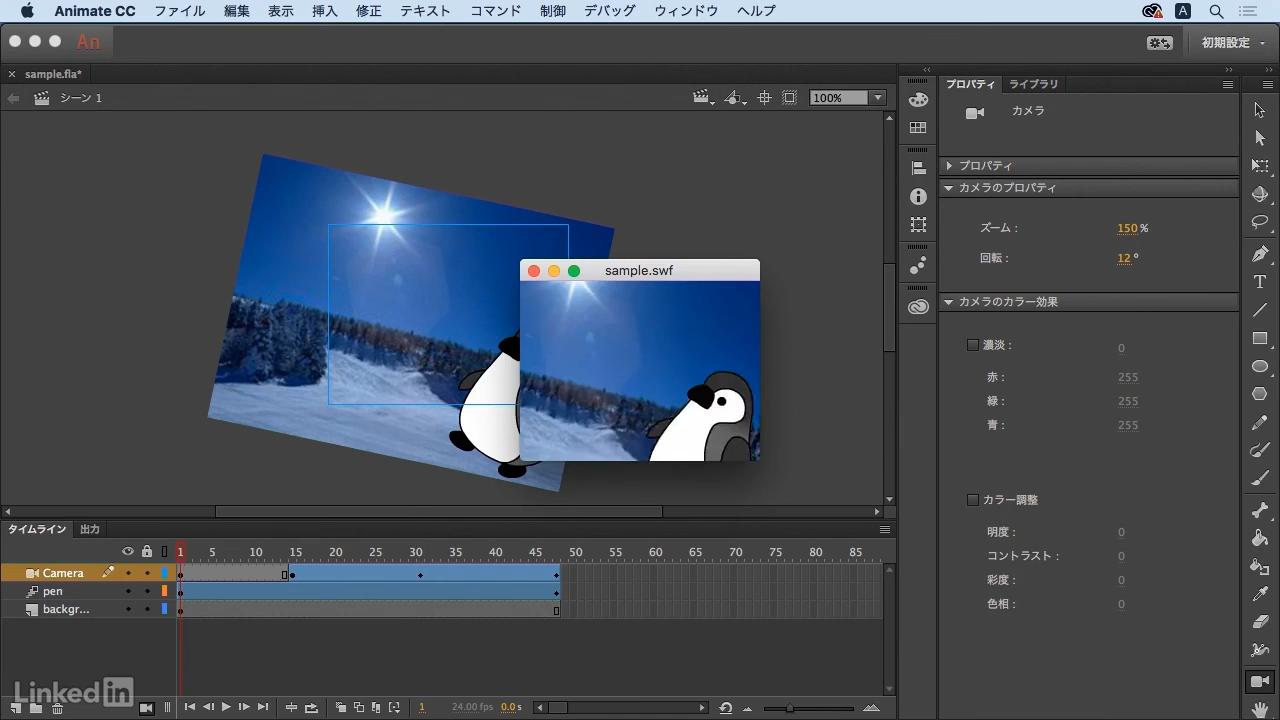 Animate CC ファイル 編集 表示 挿入 修正 テキスト コマンド 制御 デバッグ ウィンドウ ヘルプ A
An 初期設定
× sample.fla*
シーン 1 100%
プロパティ ライブラリ
カメラ
プロパティ
カメラのプロパティ
ズーム : 150 %
回転 : 12 °
sample.swf
カメラのカラー効果
濃淡 : 0
赤 : 255
緑 : 255
青 : 255
カラー調整
明度 : 0
コントラスト : 0
彩度 : 0
色相 : 0
タイムライン 出力
1 5 10 15 20 25 30 35 40 45 50 55 60 65 70 75 80 85
Camera
pen
backgr...
Linked in
1 24.00 fps 0.0 s